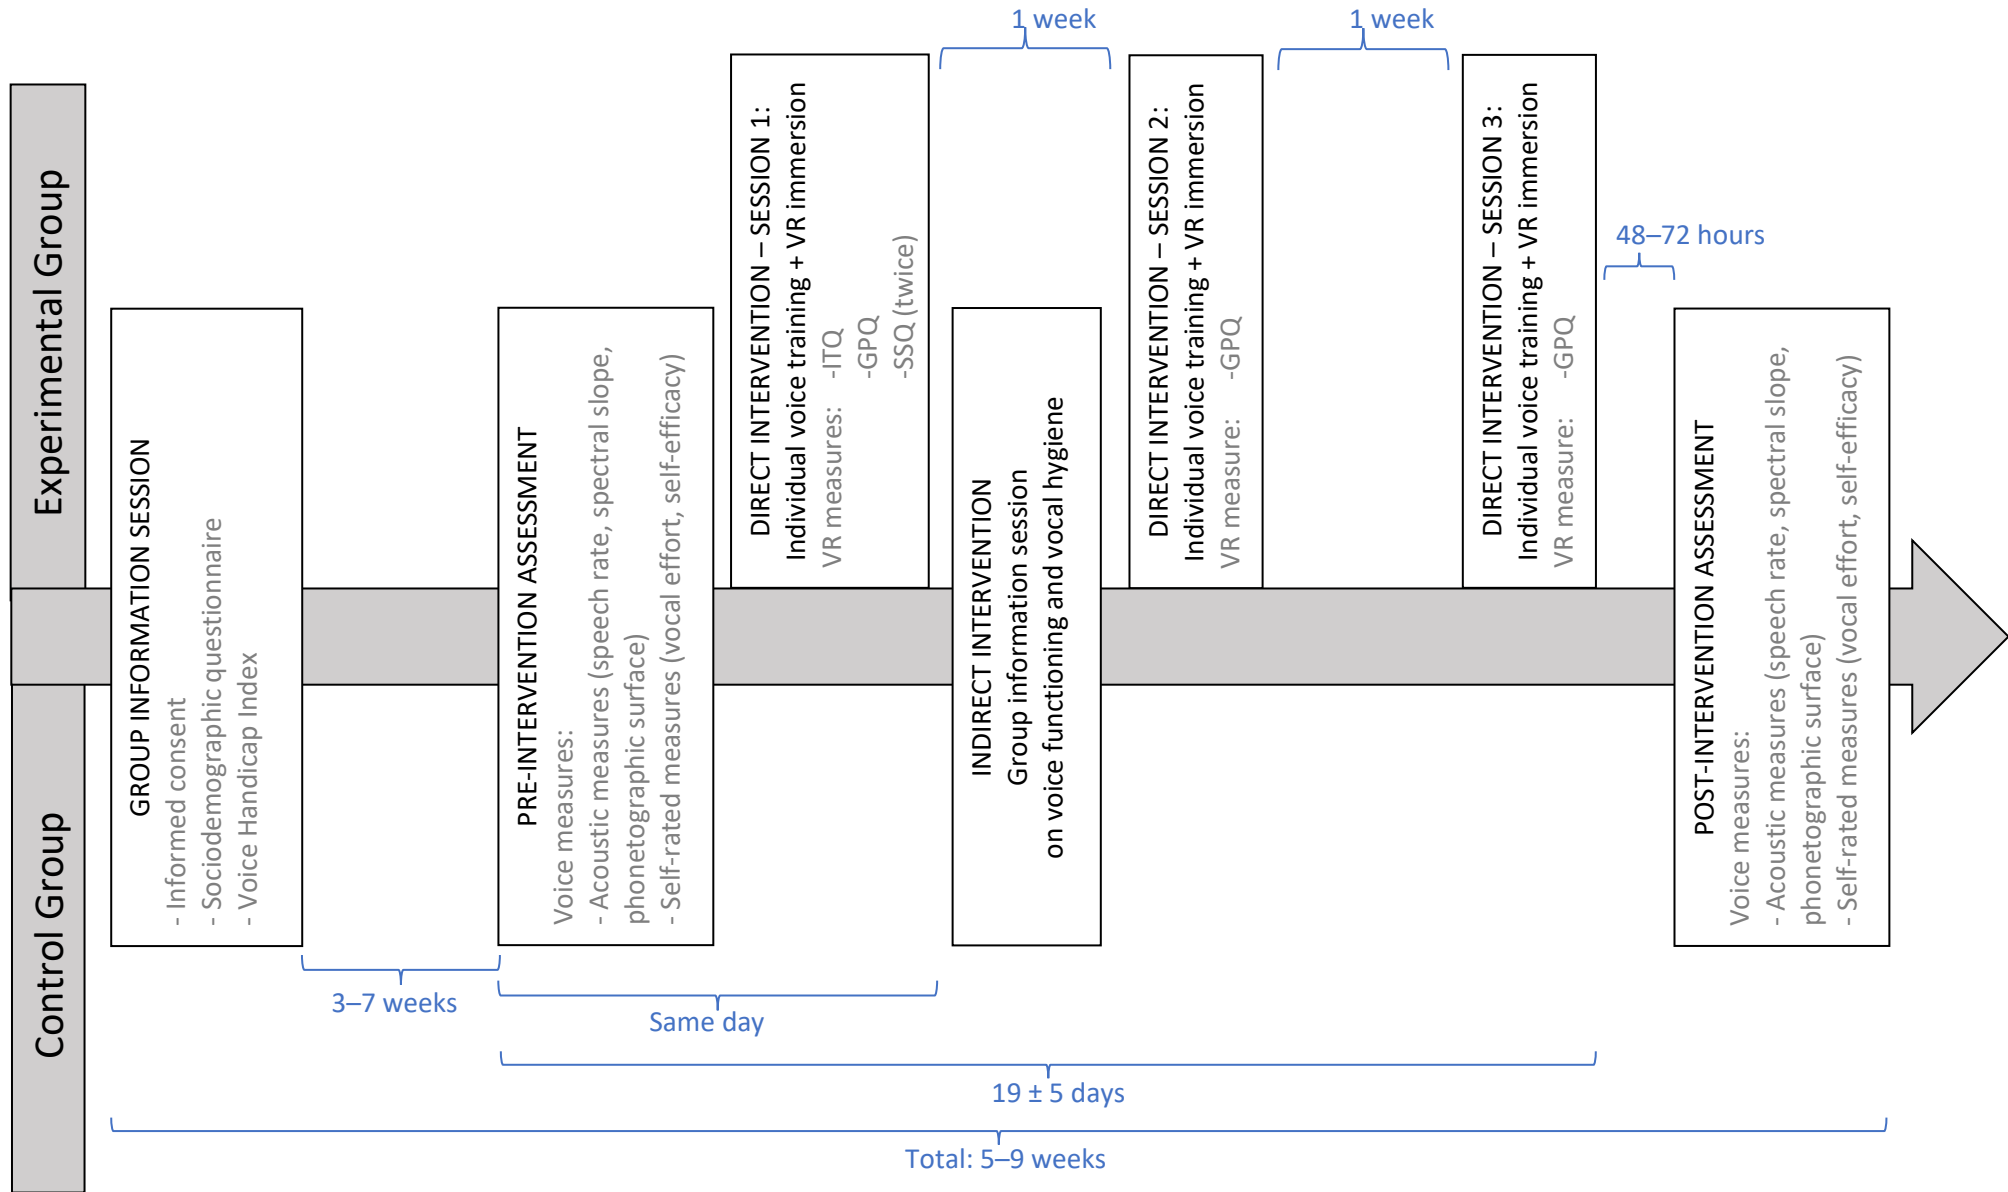 Experimental Group
Control Group
GROUP INFORMATION SESSION
- Informed consent
- Sociodemographic questionnaire
- Voice Handicap Index
3–7 weeks
PRE-INTERVENTION ASSESSMENT
Voice measures:
- Acoustic measures (speech rate, spectral slope,
phonetographic surface)
- Self-rated measures (vocal effort, self-efficacy)
DIRECT INTERVENTION – SESSION 1:
Individual voice training + VR immersion
VR measures: -ITQ
-GPQ
-SSQ (twice)
Same day
1 week
INDIRECT INTERVENTION
Group information session
on voice functioning and vocal hygiene
DIRECT INTERVENTION – SESSION 2:
Individual voice training + VR immersion
VR measure: -GPQ
1 week
DIRECT INTERVENTION – SESSION 3:
Individual voice training + VR immersion
VR measure: -GPQ
48–72 hours
POST-INTERVENTION ASSESSMENT
Voice measures:
- Acoustic measures (speech rate, spectral slope,
phonetographic surface)
- Self-rated measures (vocal effort, self-efficacy)
19 ± 5 days
Total: 5–9 weeks